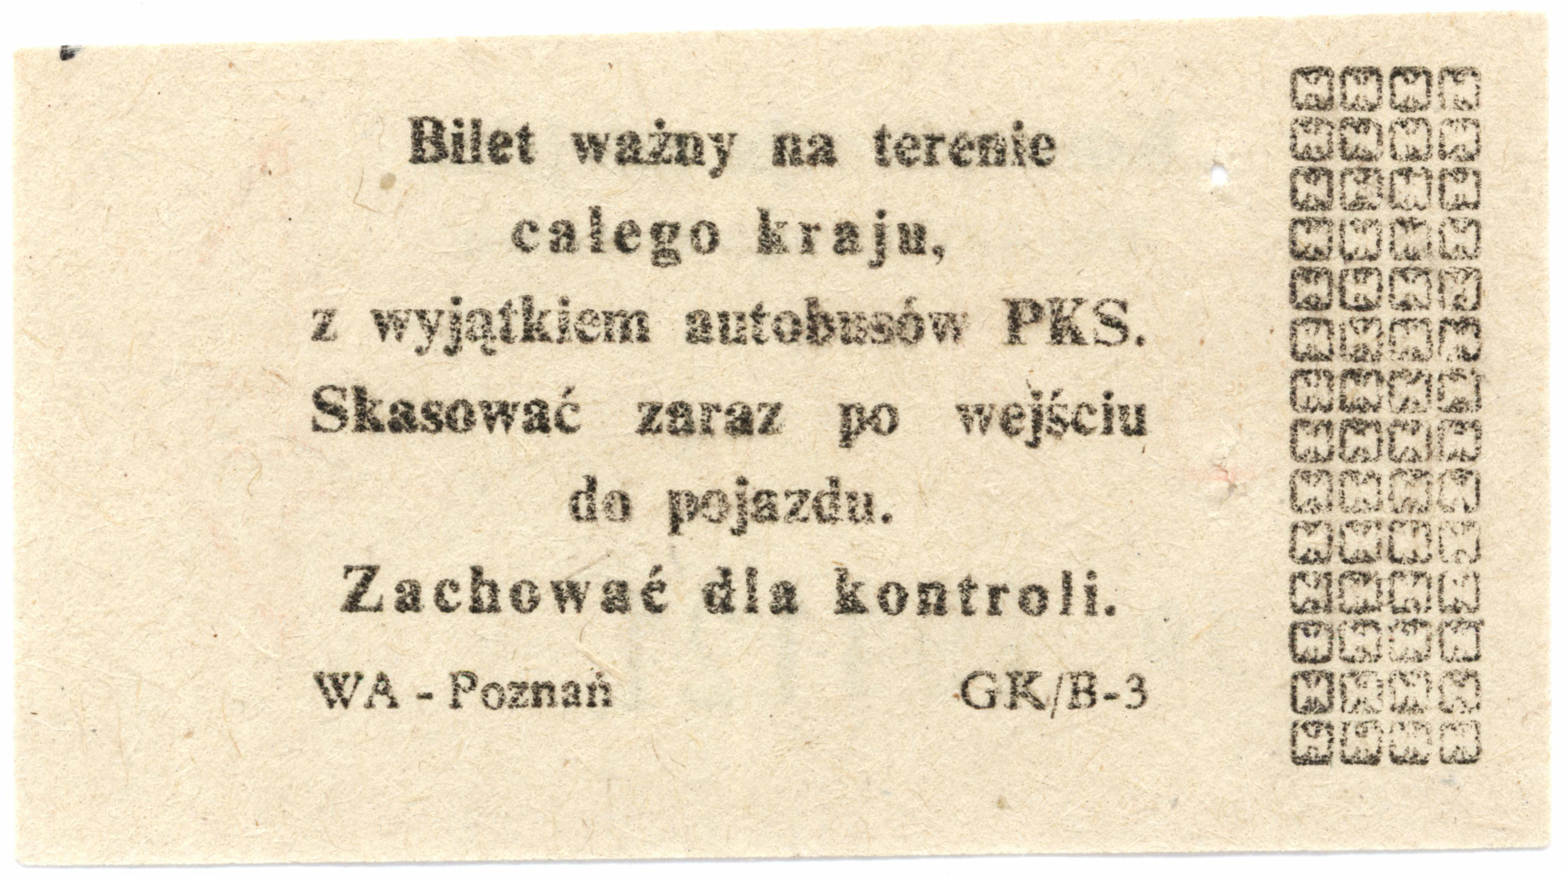 Bilet ważny na terenie
całego kraju,
z wyjątkiem autobusów PKS.
Skasować zaraz po wejściu
do pojazdu.
Zachować dla kontroli.
WA - Poznań GK/B-3